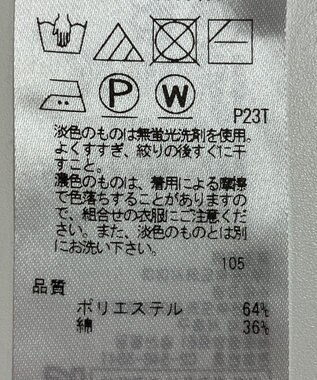 P
W
P23T
淡色のものは無蛍光洗剤を使用。
よくすすぎ、絞りの後すぐに干
すこと。
濃色のものは、着用による摩擦
で色落ちすることがありますの
で、組合せの衣服にご注意くだ
さい。また、淡色のものとは別
にお洗い下さい。
105
品質
ポリエステル 64%
綿 36%